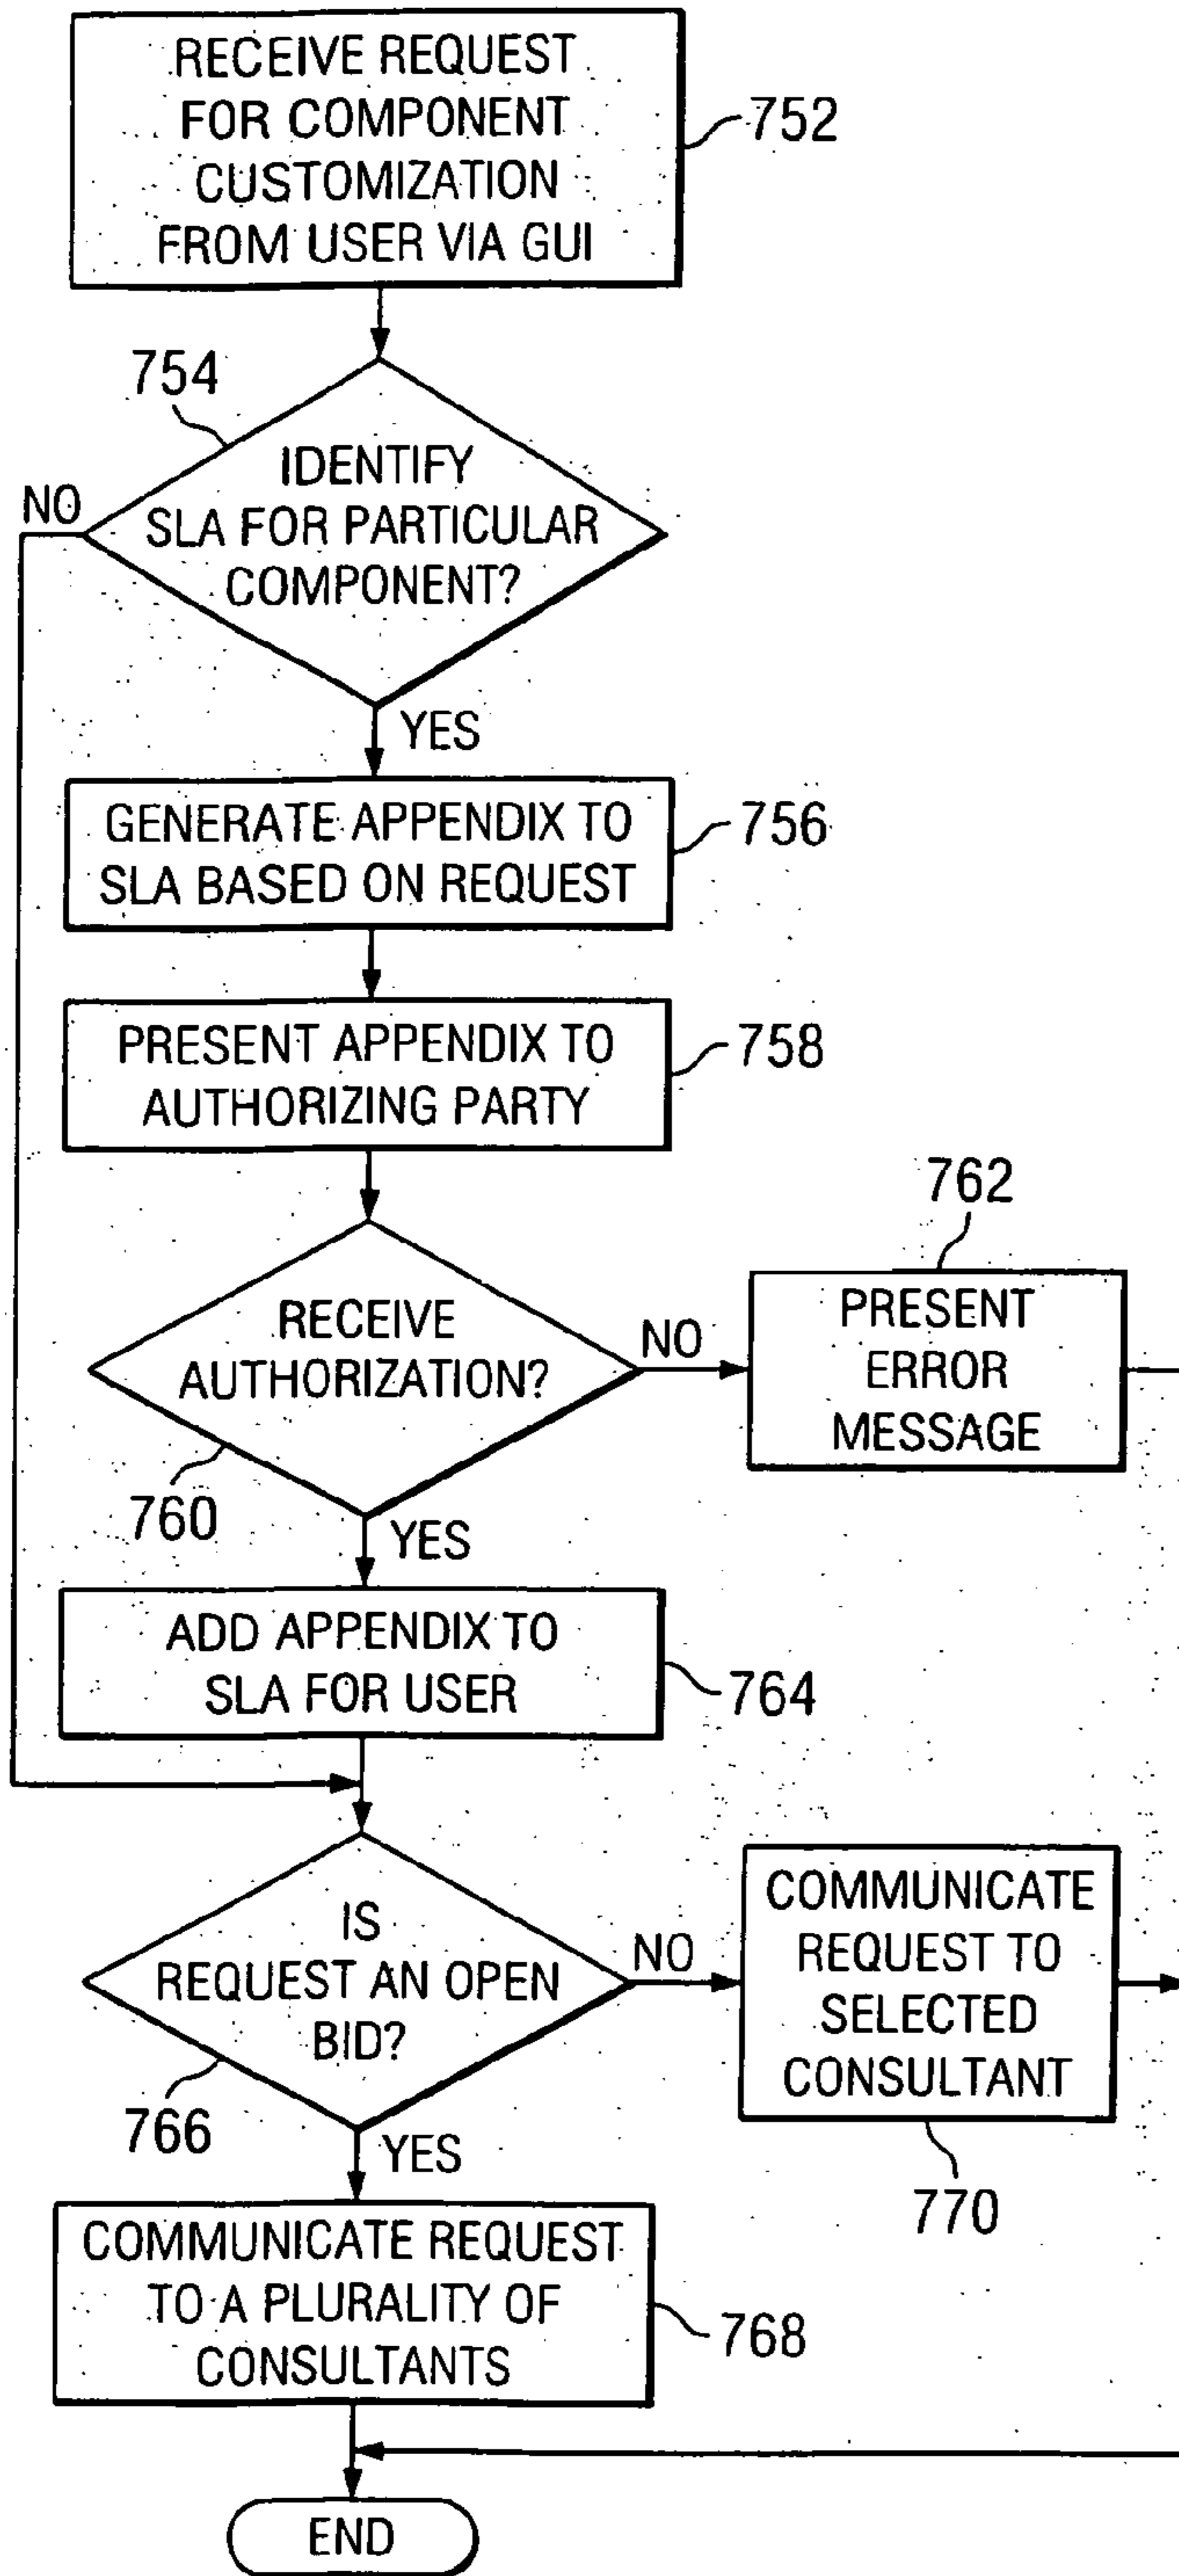 RECEIVE REQUEST
FOR COMPONENT
CUSTOMIZATION
FROM USER VIA GUI
752
754
IDENTIFY
SLA FOR PARTICULAR
COMPONENT?
NO
YES
GENERATE APPENDIX TO
SLA BASED ON REQUEST
756
PRESENT APPENDIX TO
AUTHORIZING PARTY
758
RECEIVE
AUTHORIZATION?
760
NO
762
PRESENT
ERROR
MESSAGE
YES
ADD APPENDIX TO
SLA FOR USER
764
IS
REQUEST AN OPEN
BID?
766
NO
COMMUNICATE
REQUEST TO
SELECTED
CONSULTANT
770
YES
COMMUNICATE REQUEST
TO A PLURALITY OF
CONSULTANTS
768
END